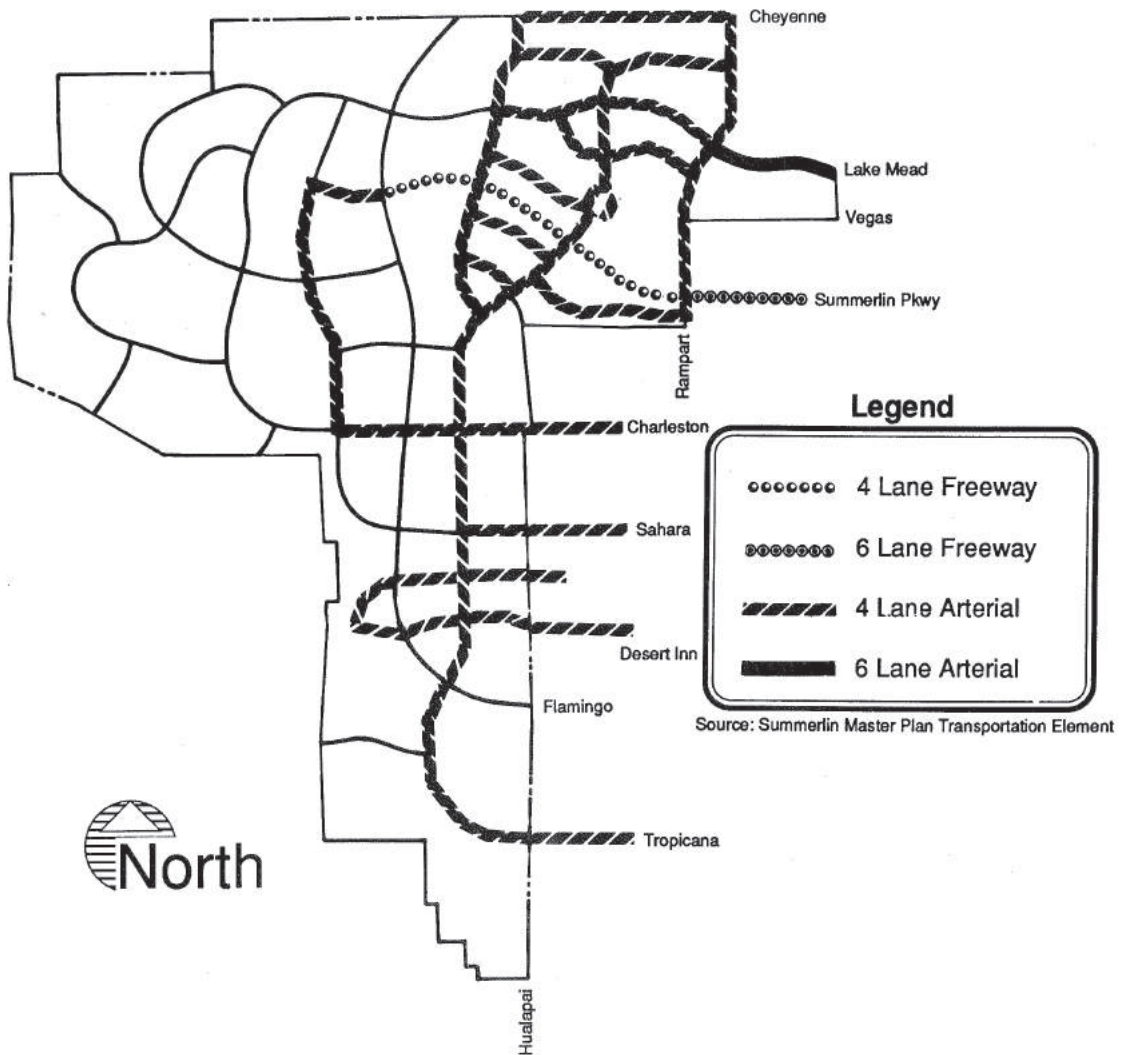 Cheyenne
Lake Mead
Vegas
Summerlin Pkwy
Rampart
Charleston
Sahara
Desert Inn
Flamingo
Tropicana
Hualapai
North
Legend
4 Lane Freeway
6 Lane Freeway
4 Lane Arterial
6 Lane Arterial
Source: Summerlin Master Plan Transportation Element